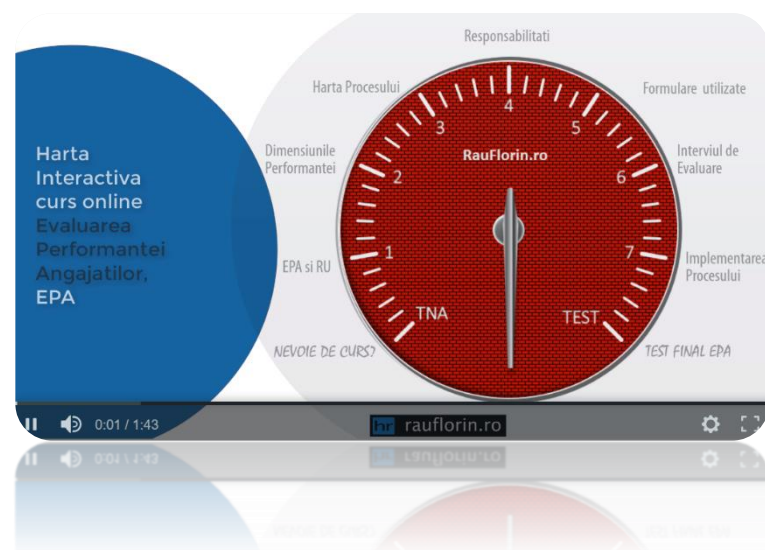 Harta
Interactiva
curs online
Evaluarea
Performantei
Angajatilor,
EPA
Responsabilitati
Harta Procesului
Formulare utilizate
Dimensiunile
Performantei
Interviul de
Evaluare
EPA si RU
Implementarea
Procesului
NEVOIE DE CURS?
TEST FINAL EPA
RauFlorin.ro
1
2
3
4
5
6
7
TNA
TEST
0:01 / 1:43
hr rauflorin.ro